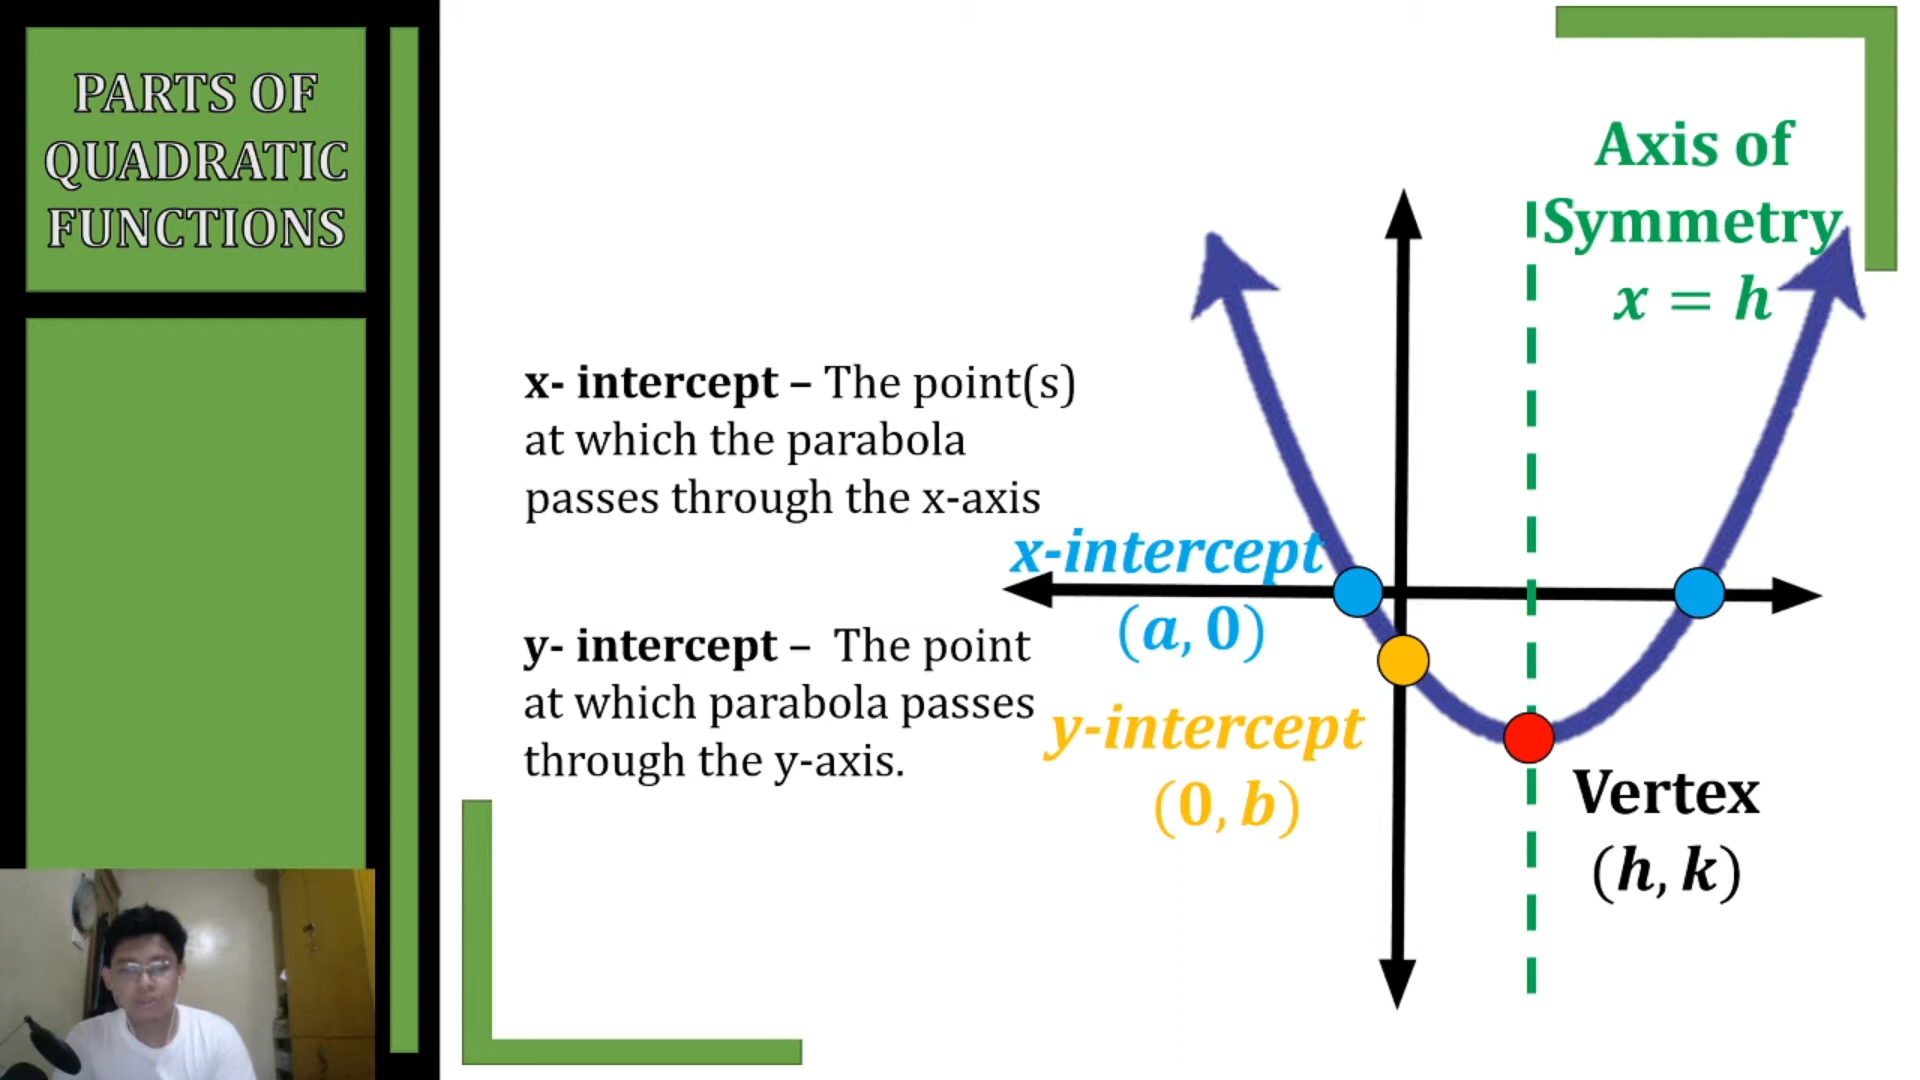 PARTS OF
QUADRATIC
FUNCTIONS
x- intercept – The point(s)
at which the parabola
passes through the x-axis
y- intercept –  The point
at which parabola passes
through the y-axis.
Axis of
Symmetry
x = h
x-intercept
(a, 0)
y-intercept
(0, b)
Vertex
(h, k)